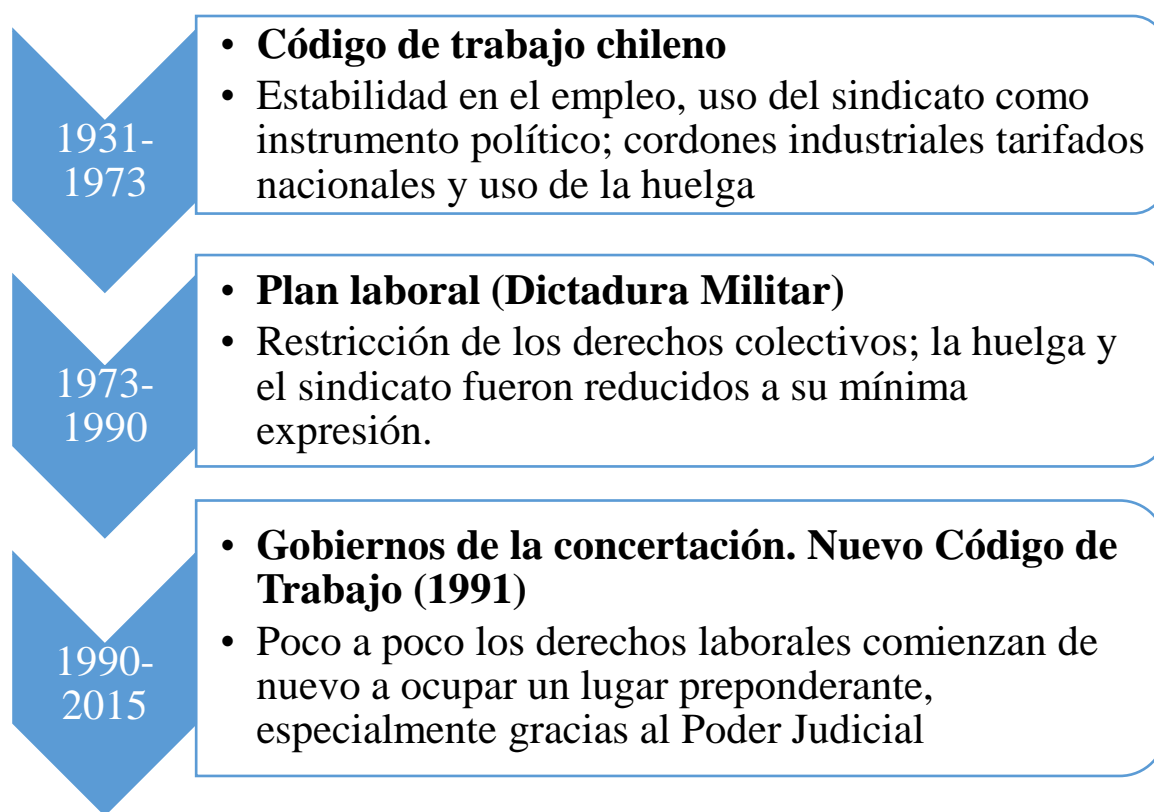 1931-
1973
• Código de trabajo chileno
• Estabilidad en el empleo, uso del sindicato como
instrumento político; cordones industriales tarifados
nacionales y uso de la huelga
1973-
1990
• Plan laboral (Dictadura Militar)
• Restricción de los derechos colectivos; la huelga y
el sindicato fueron reducidos a su mínima
expresión.
1990-
2015
• Gobiernos de la concertación. Nuevo Código de
Trabajo (1991)
• Poco a poco los derechos laborales comienzan de
nuevo a ocupar un lugar preponderante,
especialmente gracias al Poder Judicial